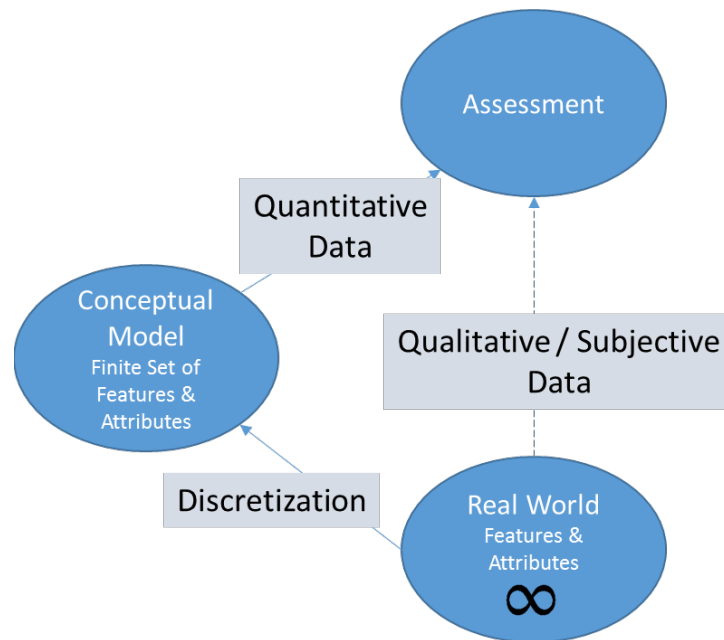 Assessment
Quantitative
Data
Conceptual
Model
Finite Set of
Features &
Attributes
Qualitative / Subjective
Data
Discretization
Real World
Features &
Attributes
∞